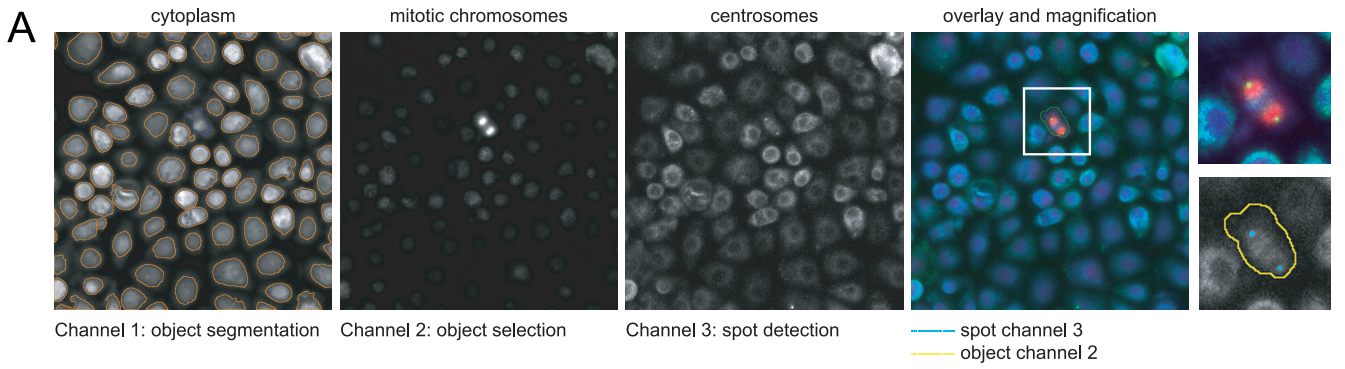 A
cytoplasm
mitotic chromosomes
centrosomes
overlay and magnification
Channel 1: object segmentation
Channel 2: object selection
Channel 3: spot detection
spot channel 3
object channel 2